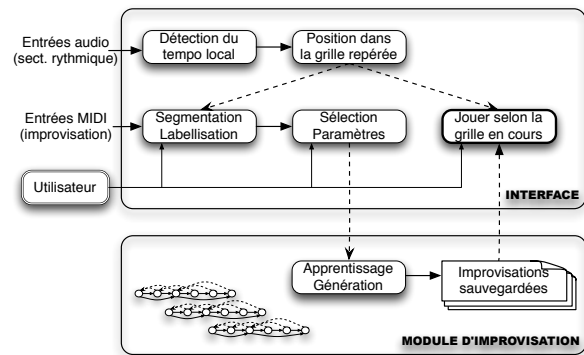 Entrées audio
(sect. rythmique)
Détection du
tempo local
Position dans
la grille repérée
Entrées MIDI
(improvisation)
Segmentation
Labellisation
Sélection
Paramètres
Jouer selon la
grille en cours
Utilisateur
INTERFACE
Apprentissage
Génération
Improvisations
sauvegardées
MODULE D'IMPROVISATION